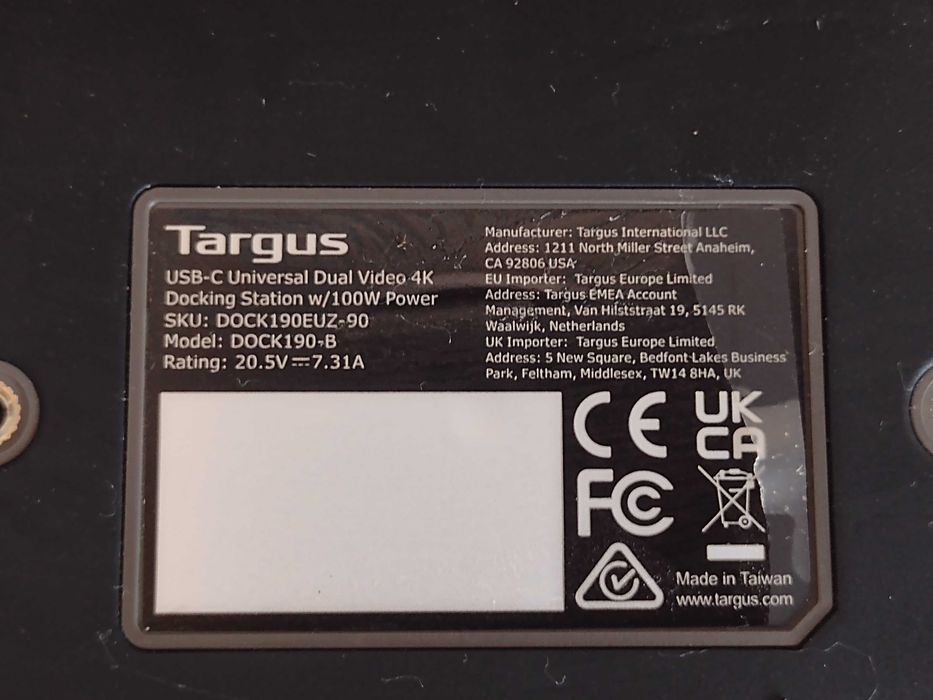 Targus
USB-C Universal Dual Video 4K
Docking Station w/100W Power
SKU: DOCK190EUZ-90
Model: DOCK190-B
Rating: 20.5V⎓7.31A
Manufacturer: Targus International LLC
Address: 1211 North Miller Street Anaheim,
CA 92806 USA
EU Importer: Targus Europe Limited
Address: Targus EMEA Account
Management, Van Hilststraat 19, 5145 RK
Waalwijk, Netherlands
UK Importer: Targus Europe Limited
Address: 5 New Square, Bedfont Lakes Business
Park, Feltham, Middlesex, TW14 8HA, UK
CE
UK
CA
FC
Made in Taiwan
www.targus.com